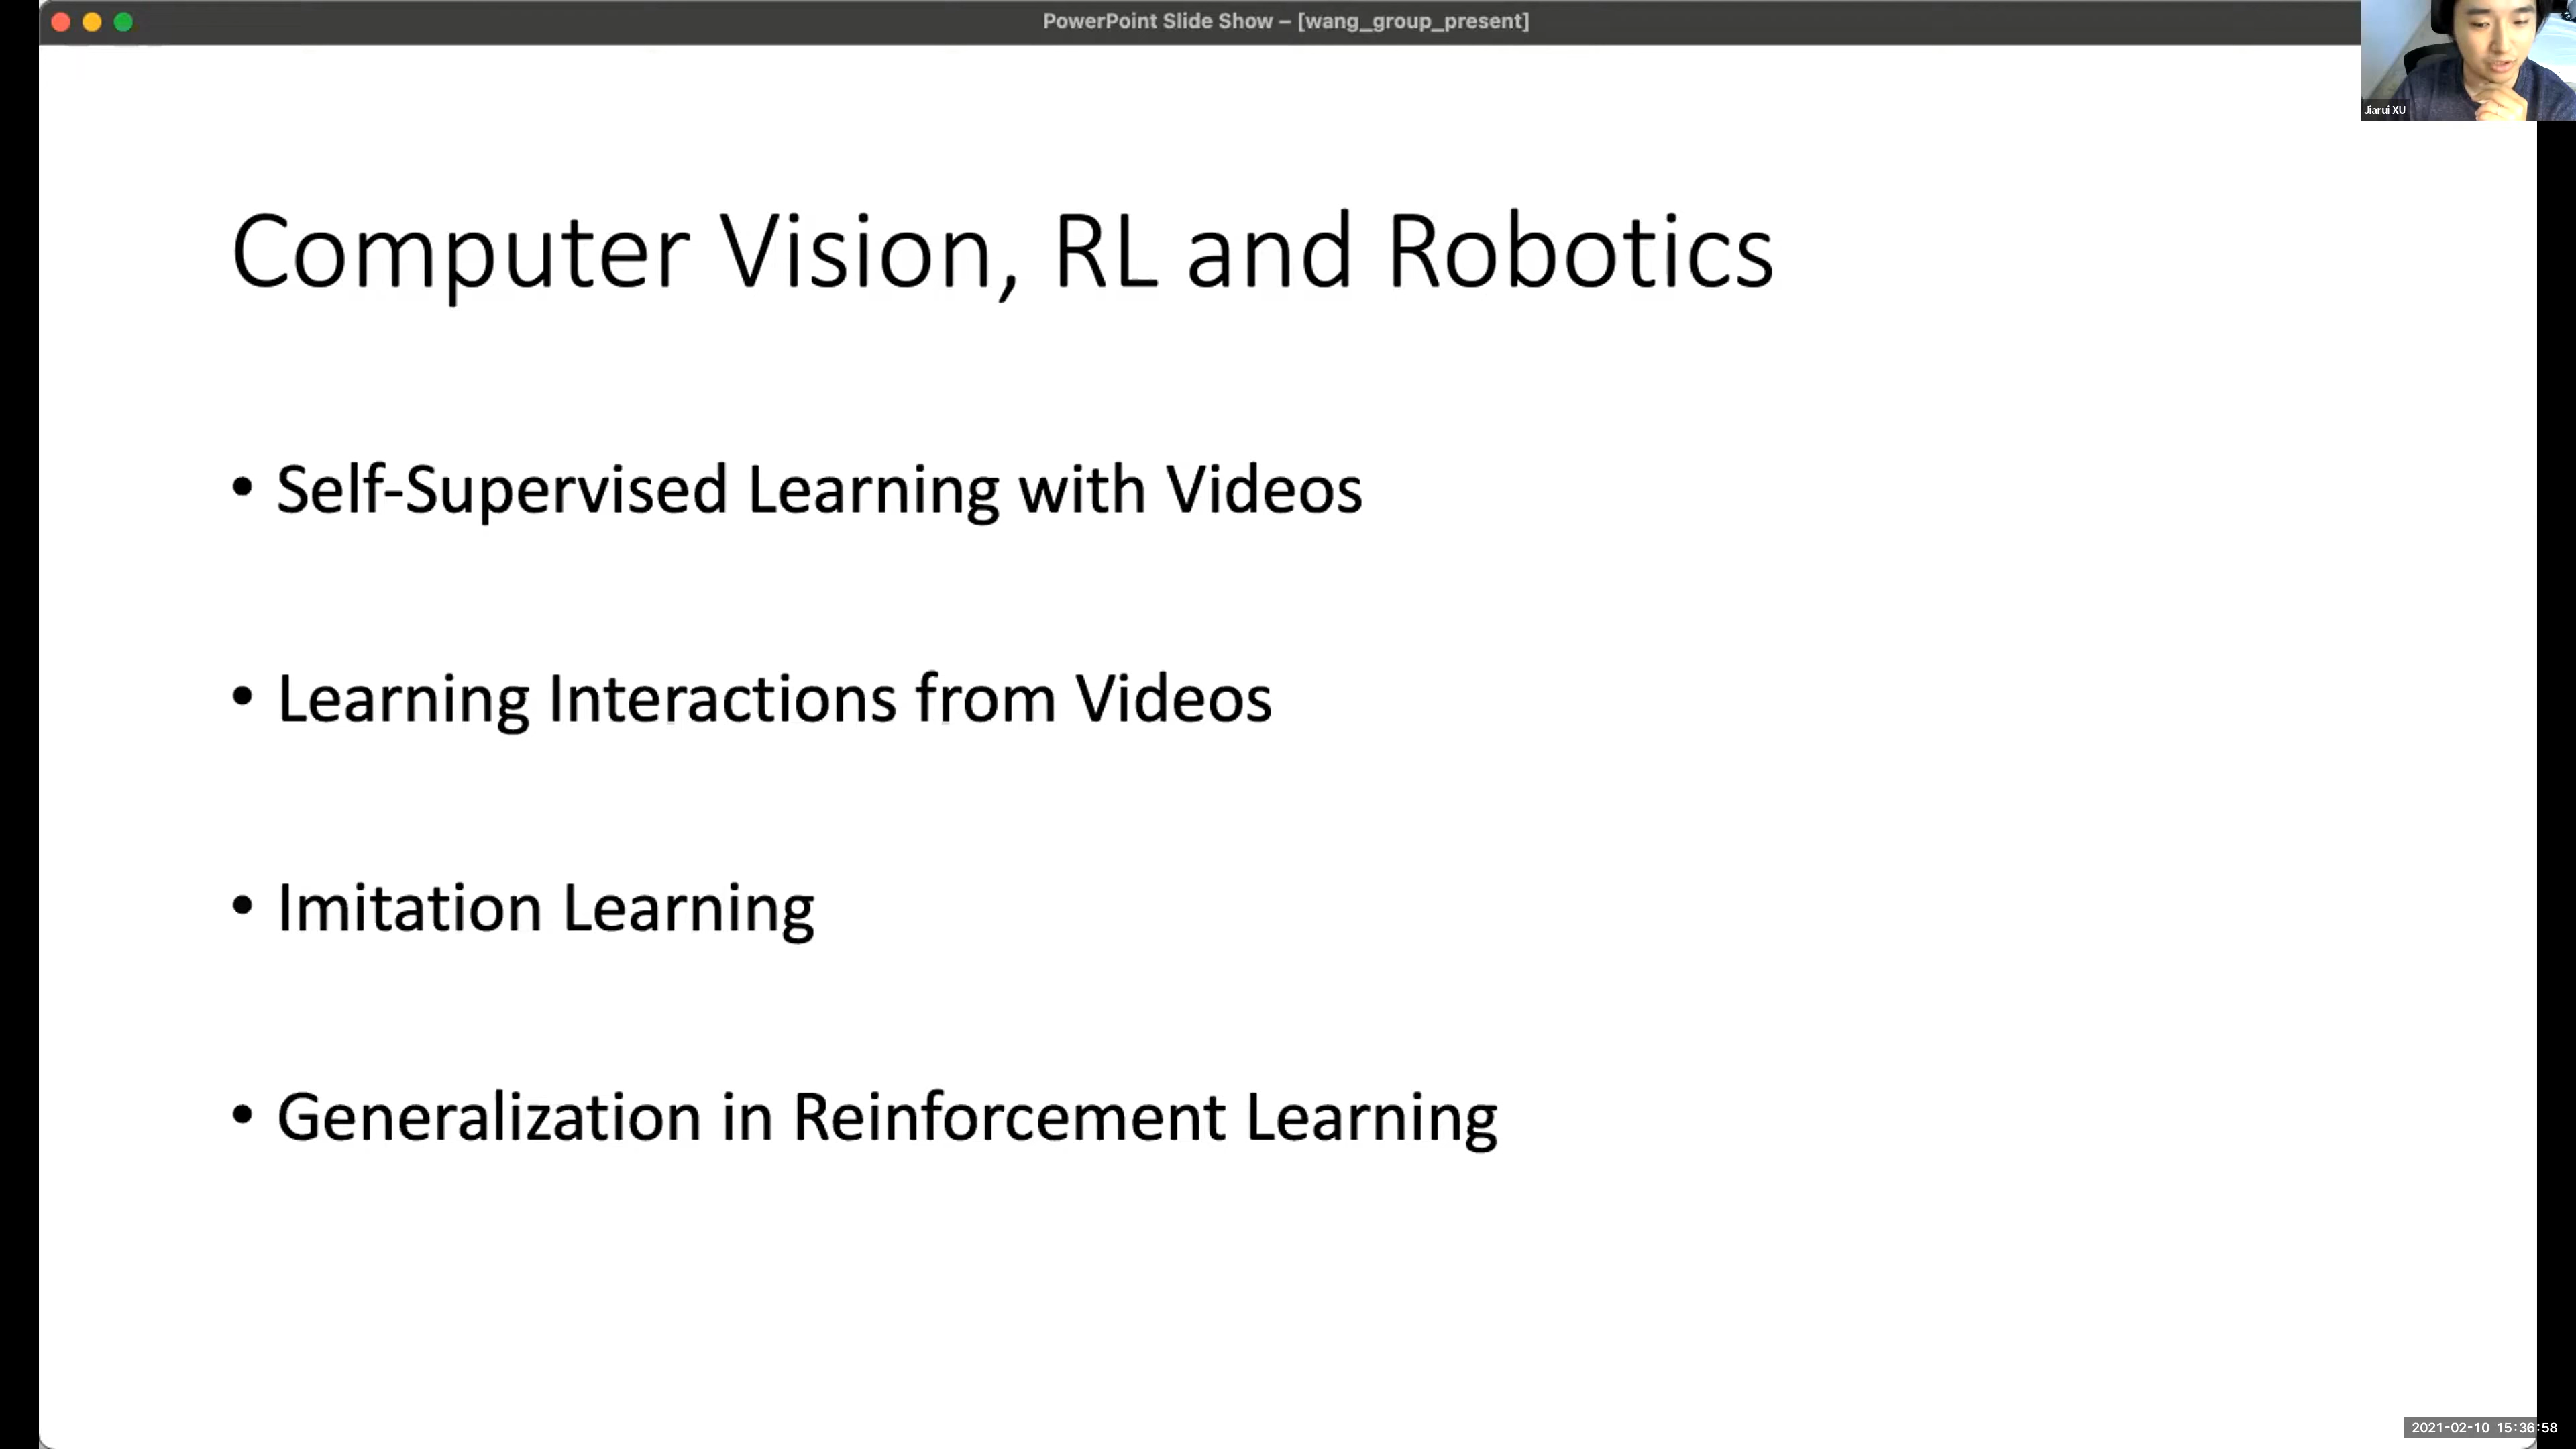 PowerPoint Slide Show – [wang_group_present]
Jiarui XU
Computer Vision, RL and Robotics
• Self-Supervised Learning with Videos
• Learning Interactions from Videos
• Imitation Learning
• Generalization in Reinforcement Learning
2021-02-10 15:36:58